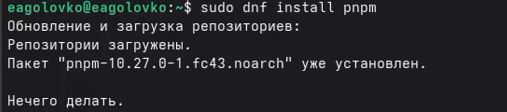 eagolovko@eagolovko:~$ sudo dnf install pnpm
Обновление и загрузка репозиториев:
Репозитории загружены.
Пакет "pnpm-10.27.0-1.fc43.noarch" уже установлен.
Нечего делать.